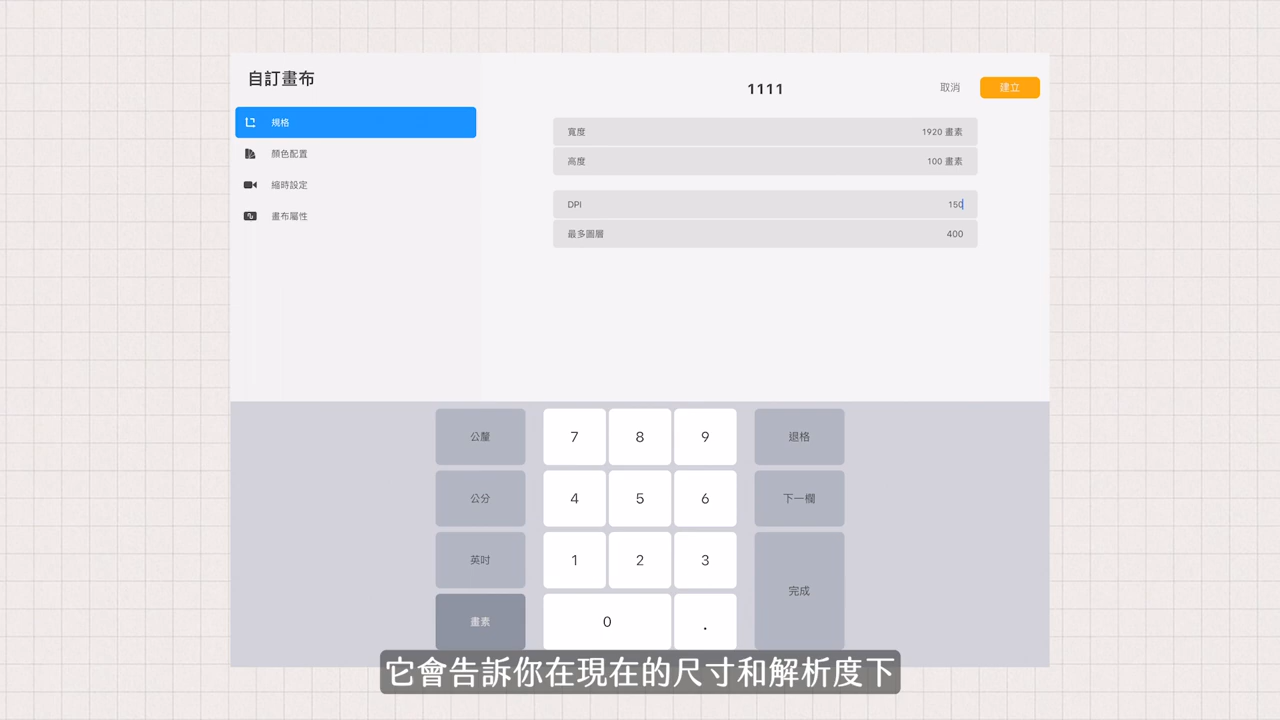 自訂畫布
規格
顏色配置
縮時設定
畫布屬性
1111
取消
建立
寬度
1920 畫素
高度
100 畫素
DPI
150
最多圖層
400
公釐
7
8
9
退格
公分
4
5
6
下一欄
英吋
1
2
3
完成
畫素
0
.
它會告訴你在現在的尺寸和解析度下